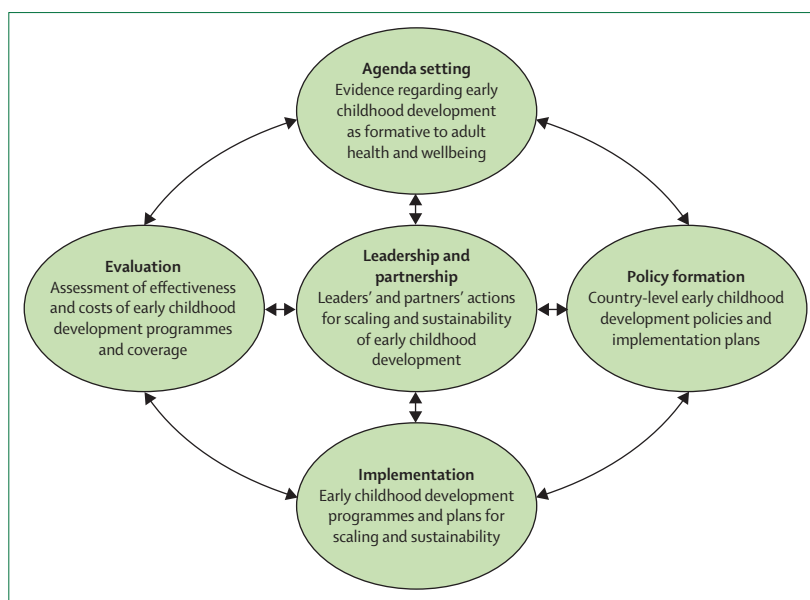 Agenda setting
Evidence regarding early
childhood development
as formative to adult
health and wellbeing
Evaluation
Assessment of effectiveness
and costs of early childhood
development programmes
and coverage
Leadership and
partnership
Leaders’ and partners’ actions
for scaling and sustainability
of early childhood
development
Policy formation
Country-level early childhood
development policies and
implementation plans
Implementation
Early childhood development
programmes and plans for
scaling and sustainability